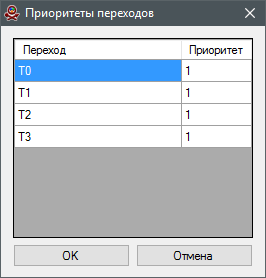 Приоритеты переходов
Переход Приоритет
T0 1
T1 1
T2 1
T3 1
OK Отмена